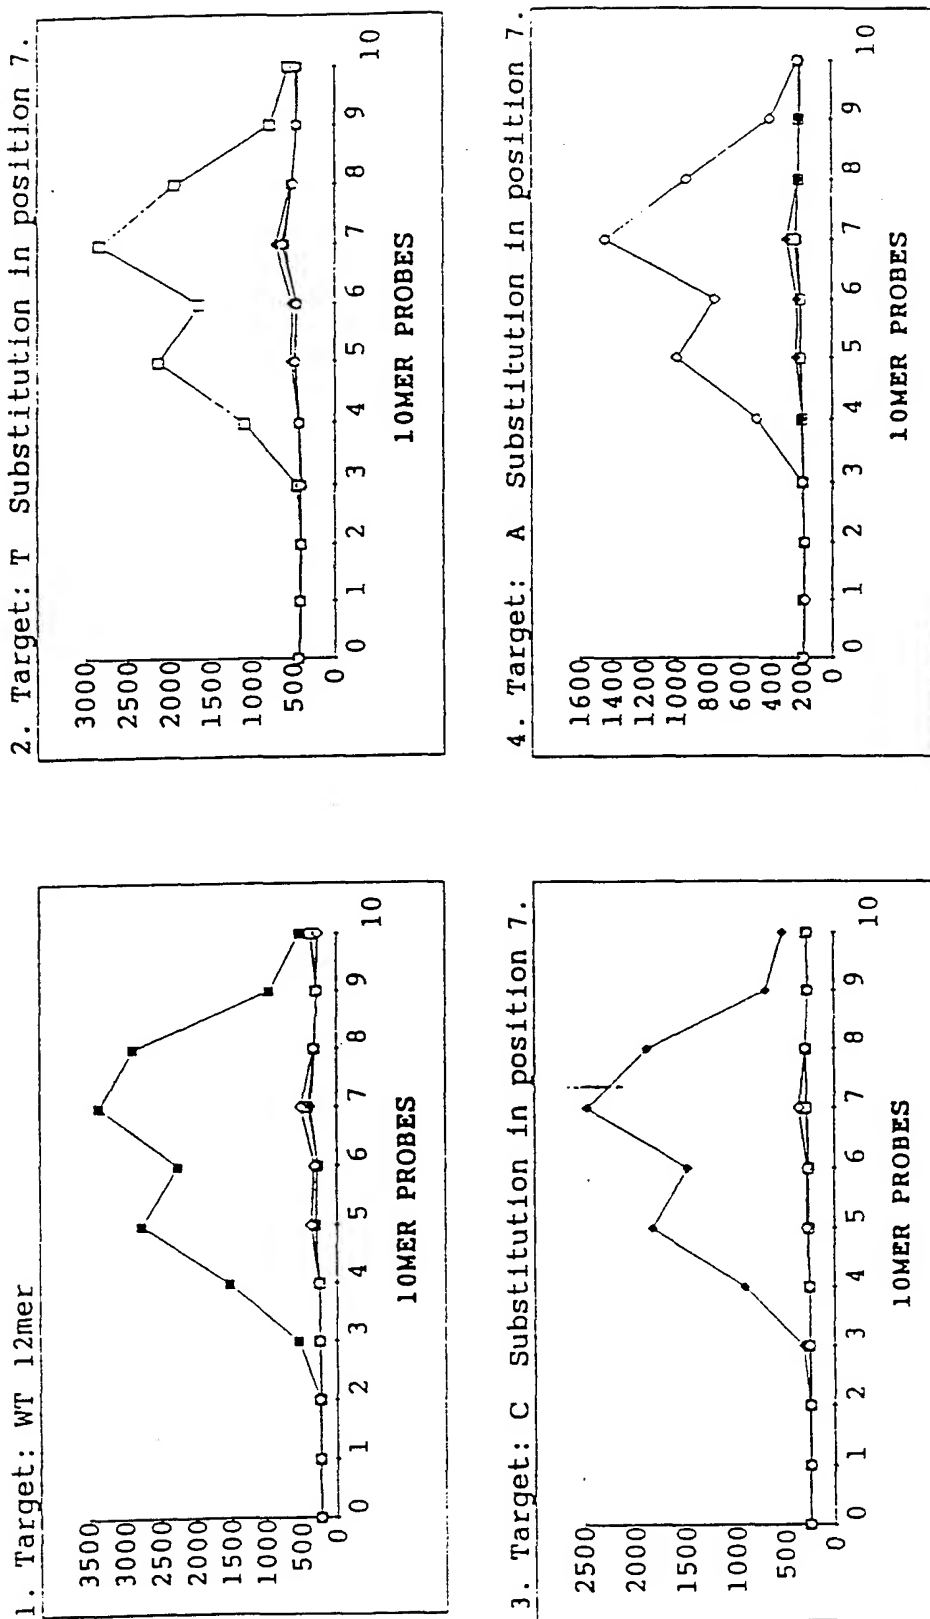 1. Target: WT 12mer
3500
3000
2500
2000
1500
1000
500
0
0 1 2 3 4 5 6 7 8 9 10
10MER PROBES
2. Target: T Substitution in position 7.
3000
2500
2000
1500
1000
500
0
0 1 2 3 4 5 6 7 8 9 10
10MER PROBES
3. Target: C Substitution in position 7.
2500
2000
1500
1000
500
0
0 1 2 3 4 5 6 7 8 9 10
10MER PROBES
4. Target: A Substitution in position 7.
1600
1400
1200
1000
800
600
400
200
0
0 1 2 3 4 5 6 7 8 9 10
10MER PROBES